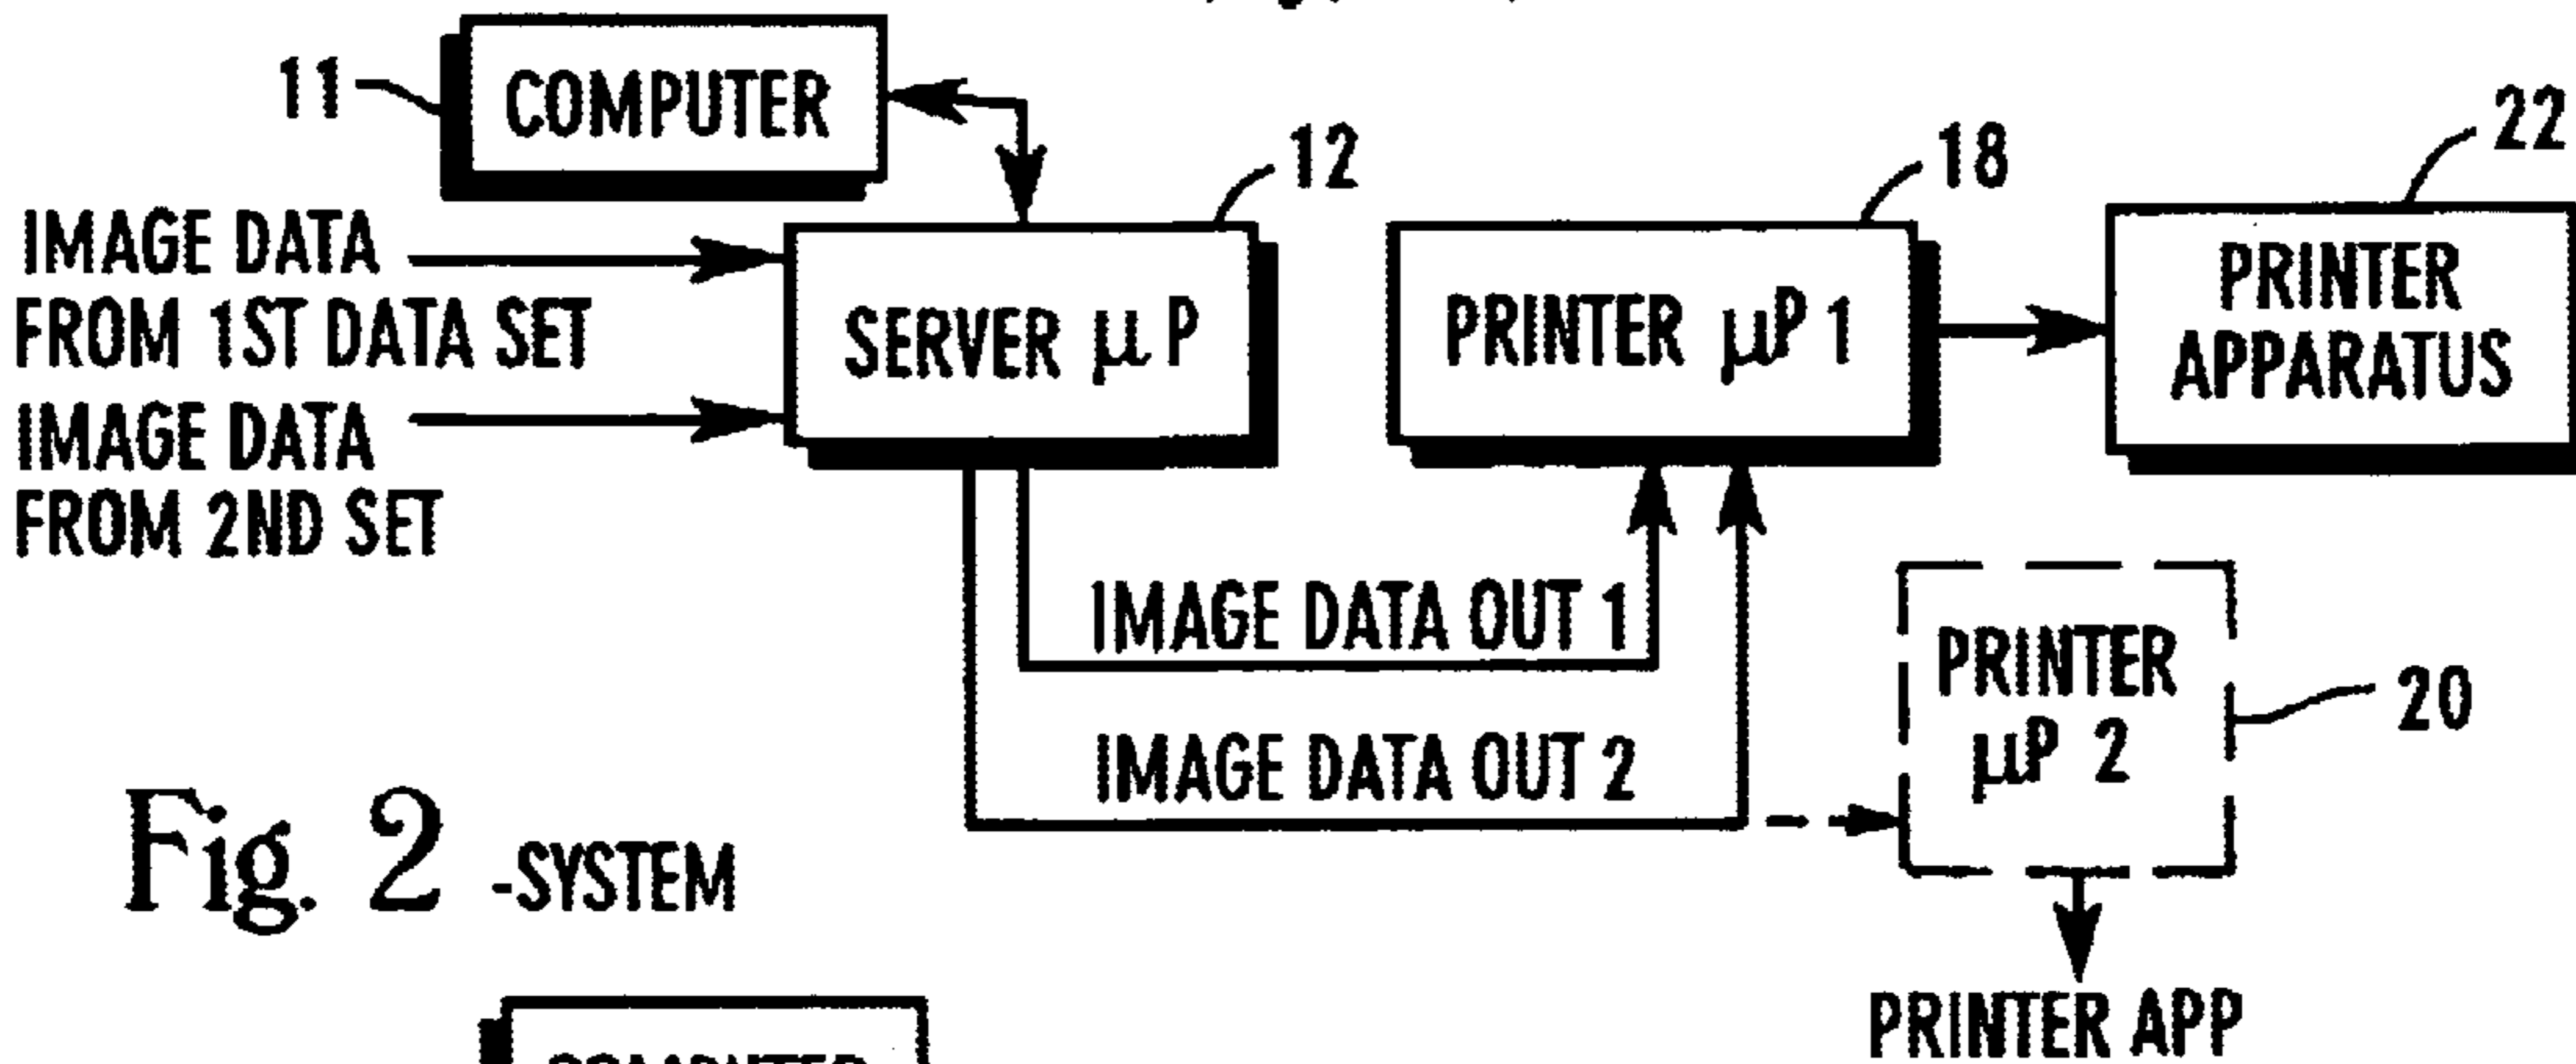 11
COMPUTER
12
18
22
IMAGE DATA
FROM 1ST DATA SET
IMAGE DATA
FROM 2ND SET
SERVER μP
PRINTER μP 1
PRINTER
APPARATUS
IMAGE DATA OUT 1
IMAGE DATA OUT 2
PRINTER
μP 2
20
Fig. 2 -SYSTEM
PRINTER APP